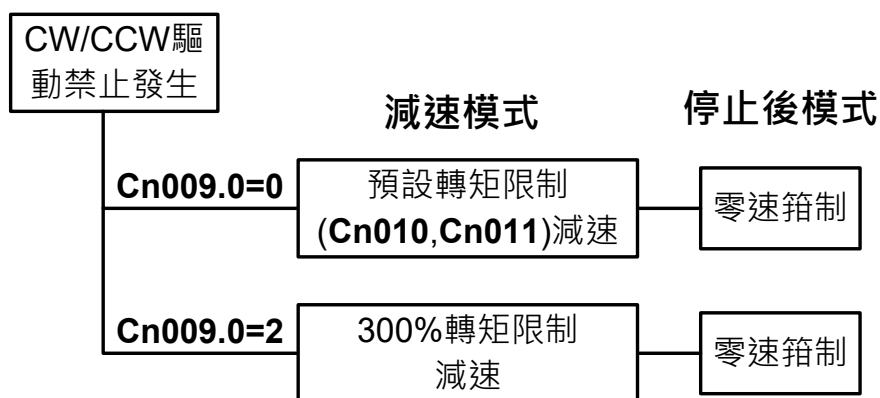 CW/CCW驅
動禁止發生
減速模式
停止後模式
Cn009.0=0
預設轉矩限制
(Cn010,Cn011)減速
零速箝制
Cn009.0=2
300%轉矩限制
減速
零速箝制